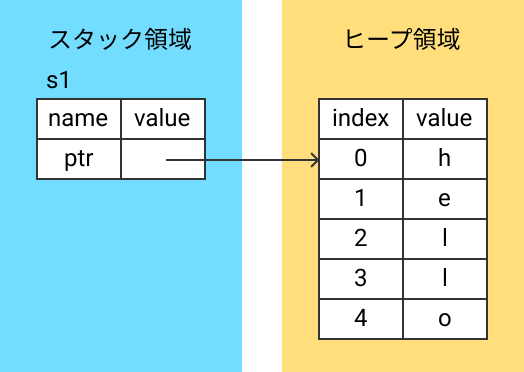 スタック領域
s1
name value
ptr
ヒープ領域
index value
0 h
1 e
2 l
3 l
4 o